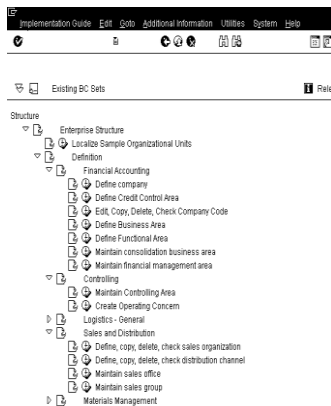 Implementation Guide Edit Goto Additional Information Utilities System Help
Existing BC Sets
Rele
Structure
Enterprise Structure
Localize Sample Organizational Units
Definition
Financial Accounting
Define company
Define Credit Control Area
Edit, Copy, Delete, Check Company Code
Define Business Area
Define Functional Area
Maintain consolidation business area
Maintain financial management area
Controlling
Maintain Controlling Area
Create Operating Concern
Logistics - General
Sales and Distribution
Define, copy, delete, check sales organization
Define, copy, delete, check distribution channel
Maintain sales office
Maintain sales group
Materials Management